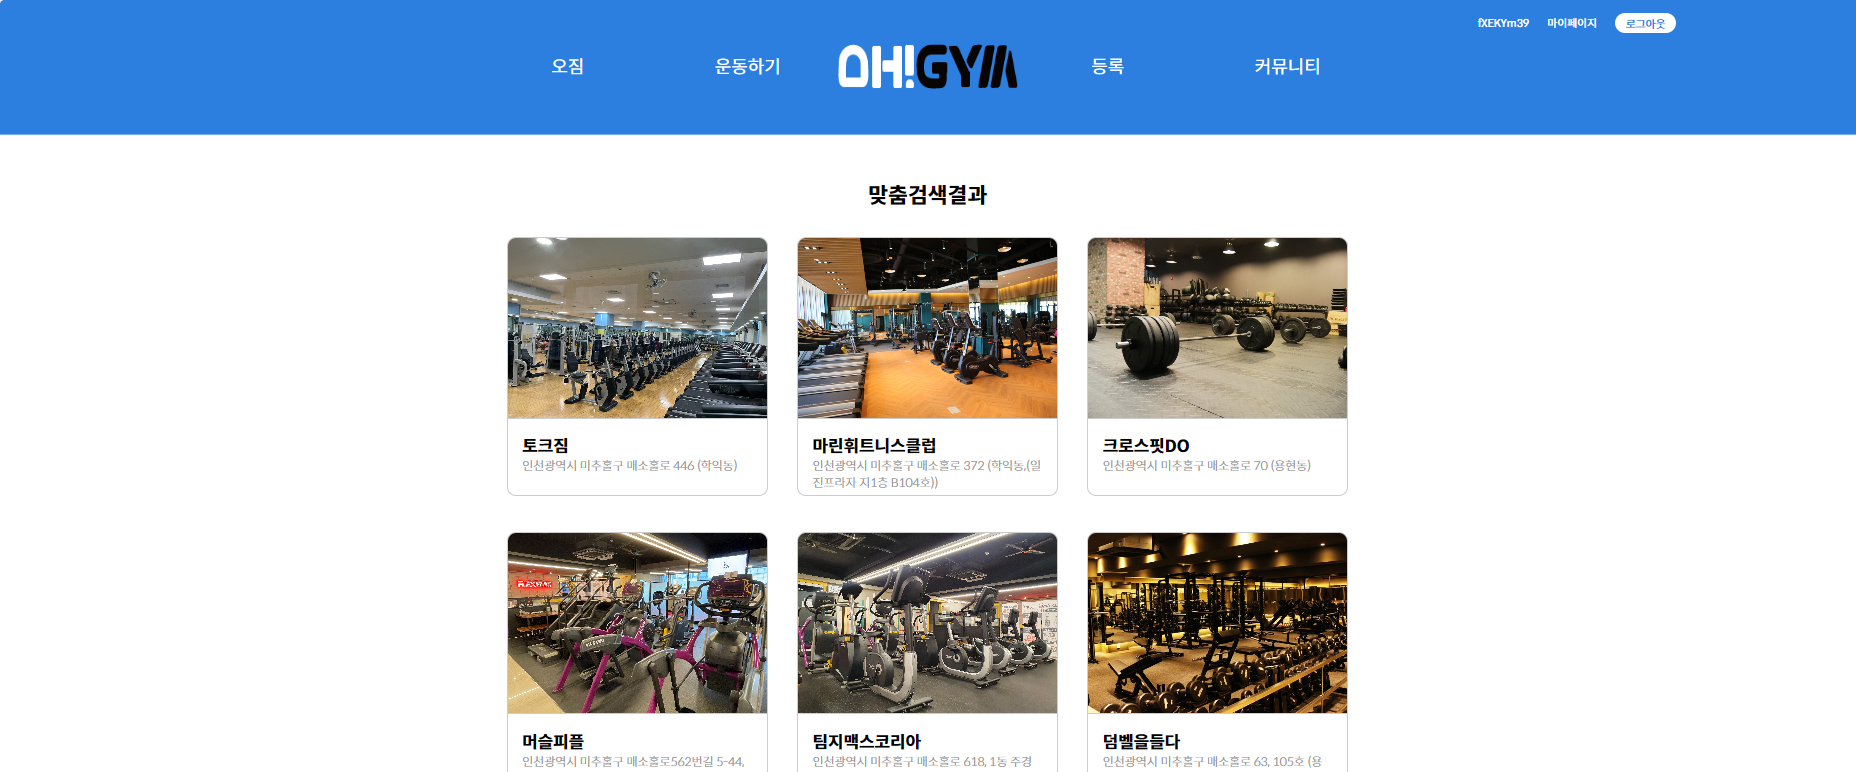 fXEKYm39 마이페이지 로그아웃
오짐 운동하기 OH!GYM 등록 커뮤니티
맞춤검색결과
토크짐
인천광역시 미추홀구 매소홀로 446 (학익동)
마린휘트니스클럽
인천광역시 미추홀구 매소홀로 372 (학익동,(일
진프라자 지1층 B104호))
크로스핏DO
인천광역시 미추홀구 매소홀로 70 (용현동)
머슬피플
인천광역시 미추홀구 매소홀로562번길 5-44,
팀지맥스코리아
인천광역시 미추홀구 매소홀로 618, 1동 주경
덤벨을들다
인천광역시 미추홀구 매소홀로 63, 105호 (용